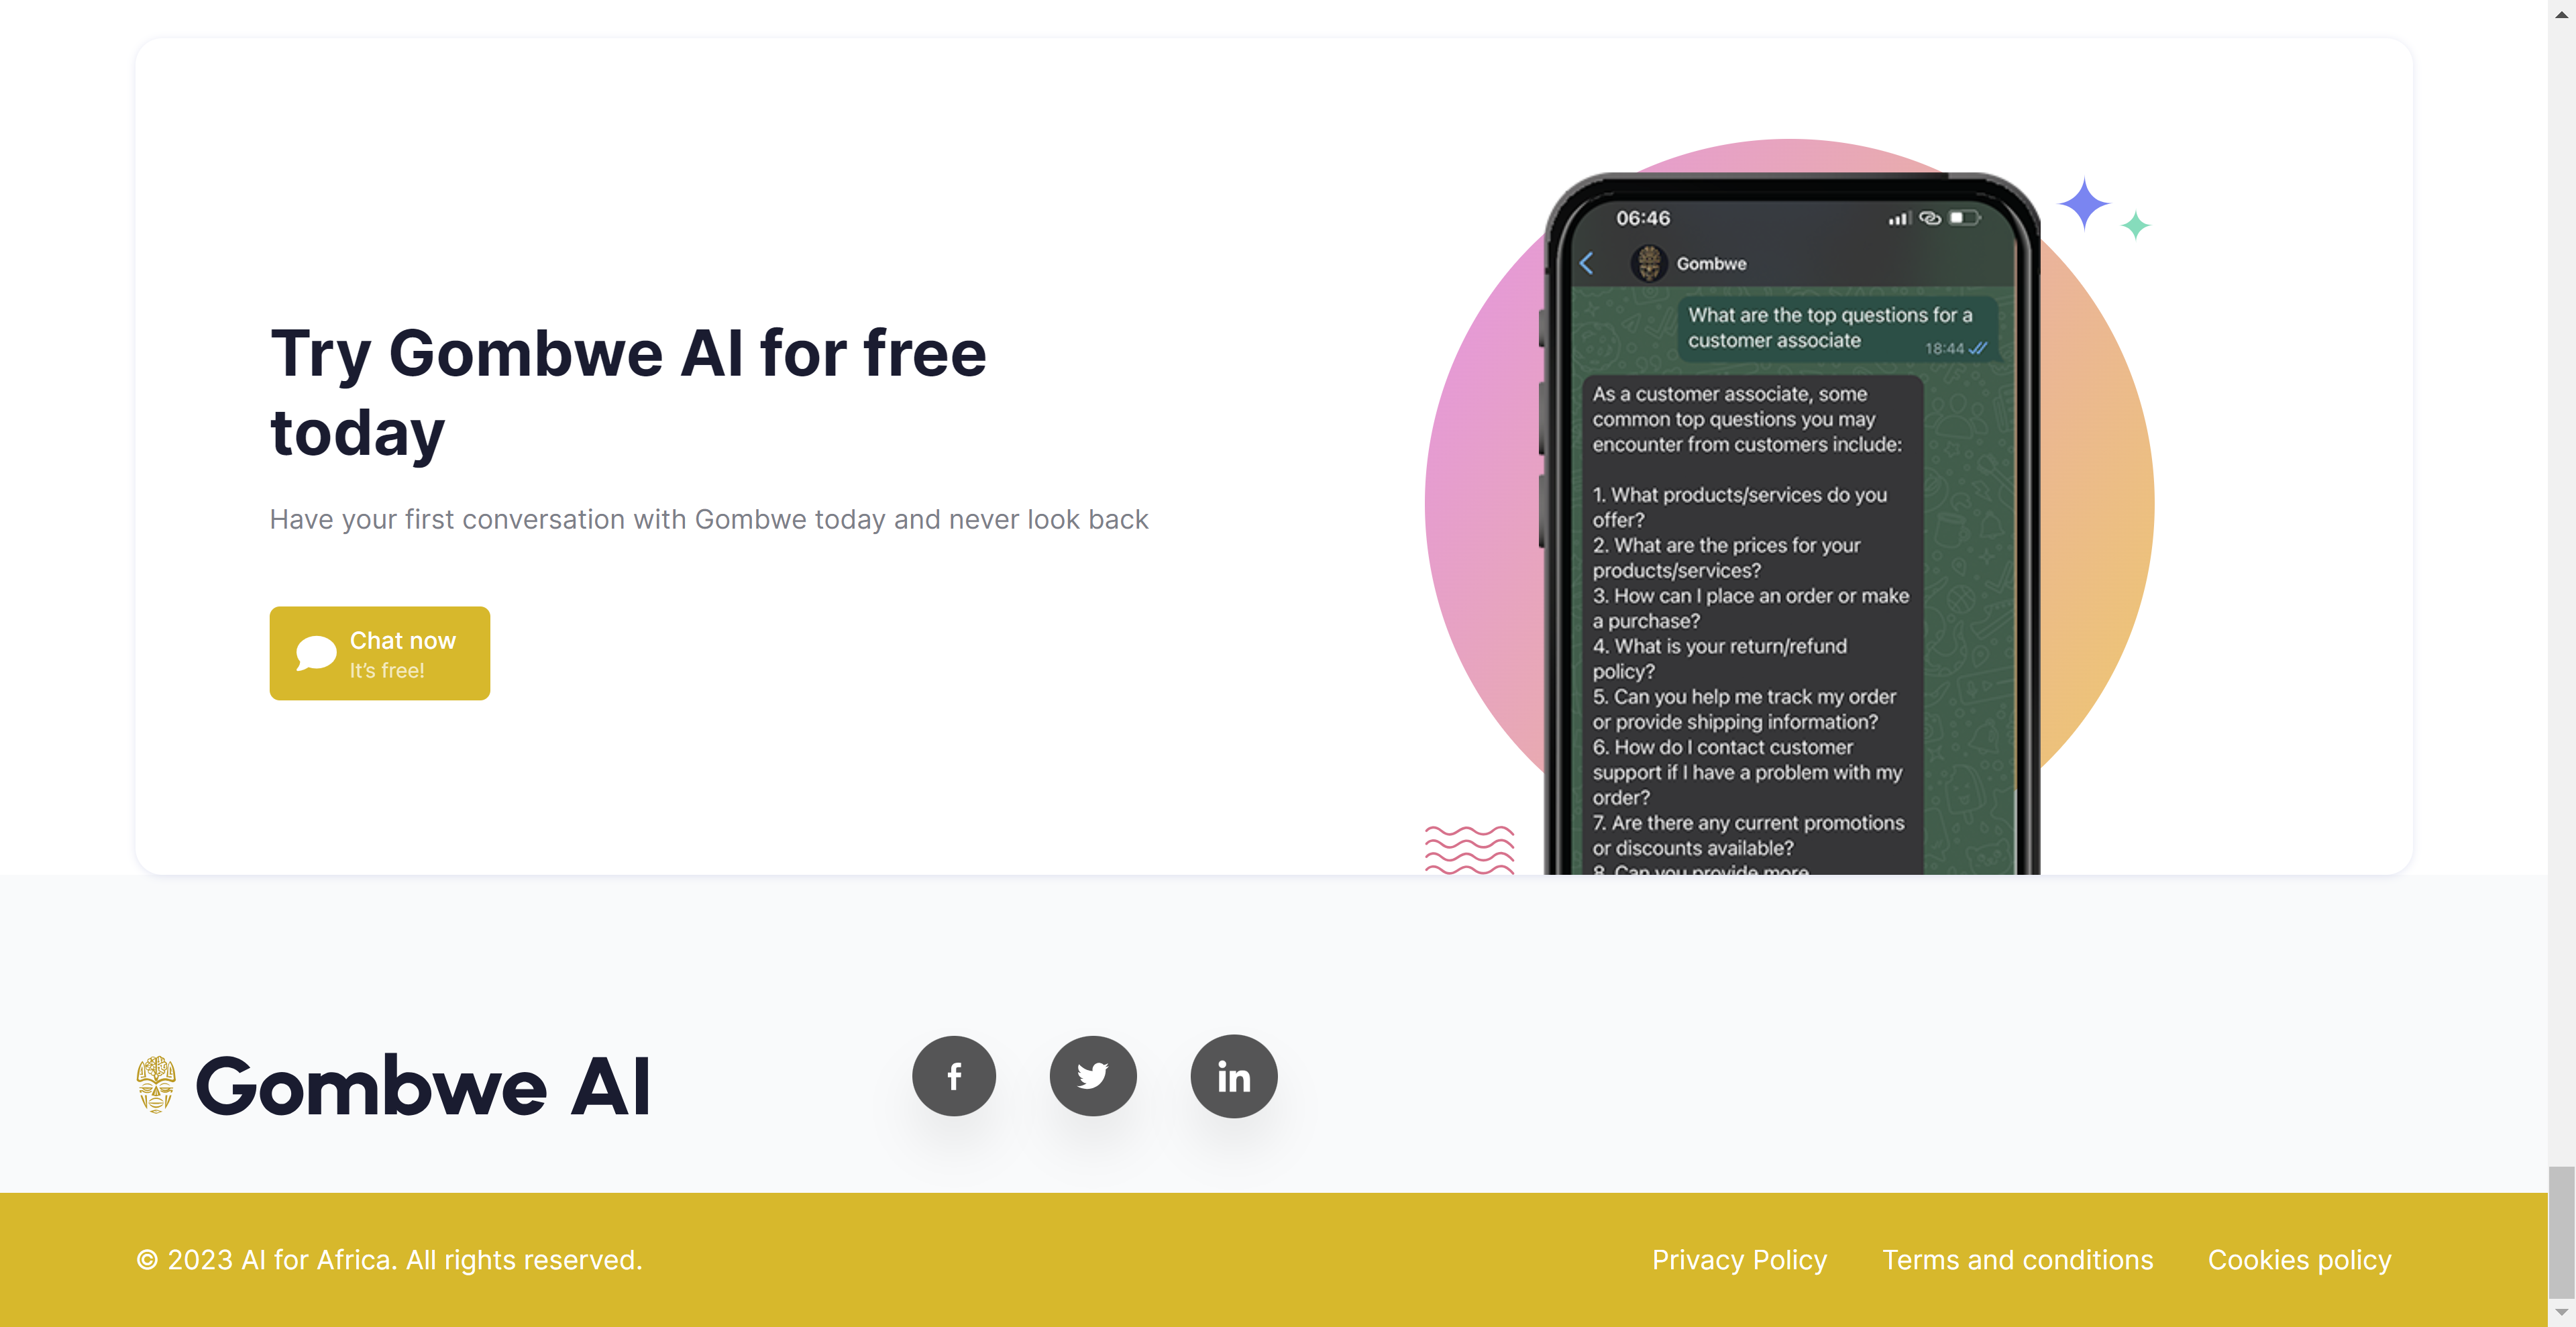 Try Gombwe AI for free
today
Have your first conversation with Gombwe today and never look back
Chat now
It's free!
06:46
Gombwe
What are the top questions for a
customer associate
18:44
As a customer associate, some
common top questions you may
encounter from customers include:
1. What products/services do you
offer?
2. What are the prices for your
products/services?
3. How can I place an order or make
a purchase?
4. What is your return/refund
policy?
5. Can you help me track my order
or provide shipping information?
6. How do I contact customer
support if I have a problem with my
order?
7. Are there any current promotions
or discounts available?
8. Can you provide more
Gombwe AI
© 2023 AI for Africa. All rights reserved.
Privacy Policy
Terms and conditions
Cookies policy